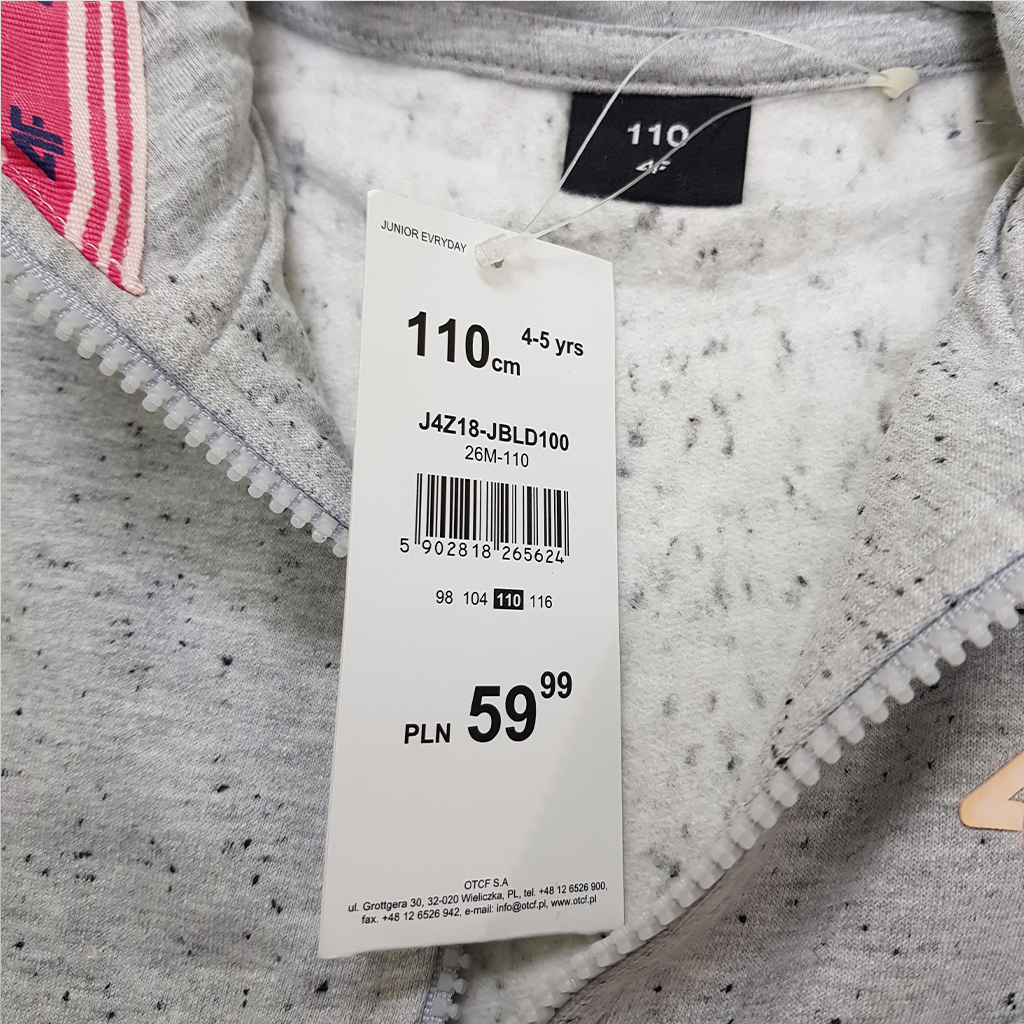 4F
110
4F
JUNIOR EVRYDAY
110cm 4-5 yrs
J4Z18-JBLD100
26M-110
5 902818 265624
98 104 110 116
PLN 59 99
OTCF S.A
ul. Grottgera 30, 32-020 Wieliczka, PL, tel. +48 12 6526 900,
fax. +48 12 6526 942, e-mail: info@otcf.pl, www.otcf.pl